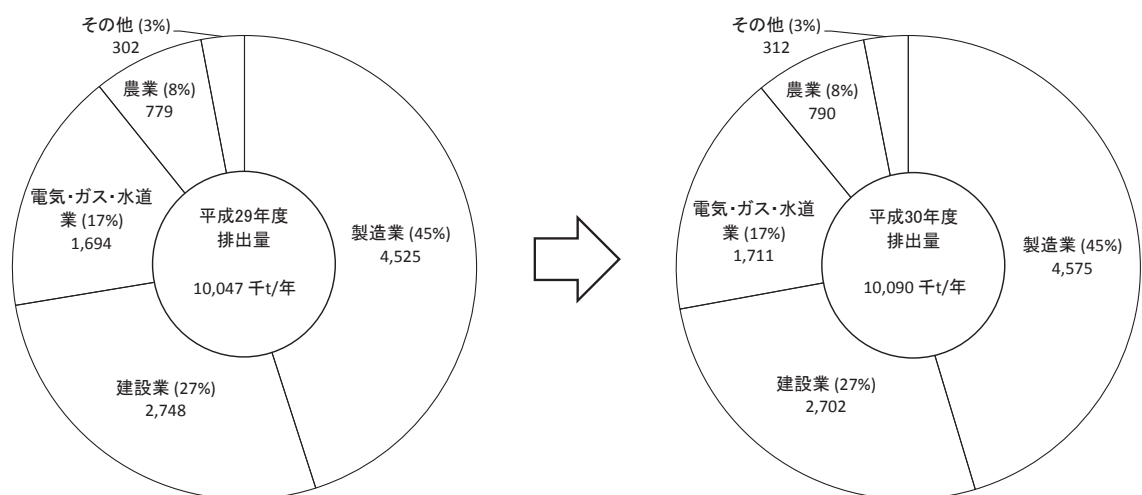 その他 (3%)
302
農業 (8%)
779
電気・ガス・水道
業 (17%)
1,694
平成29年度
排出量
10,047 千t/年
製造業 (45%)
4,525
建設業 (27%)
2,748
その他 (3%)
312
農業 (8%)
790
電気・ガス・水道
業 (17%)
1,711
平成30年度
排出量
10,090 千t/年
製造業 (45%)
4,575
建設業 (27%)
2,702